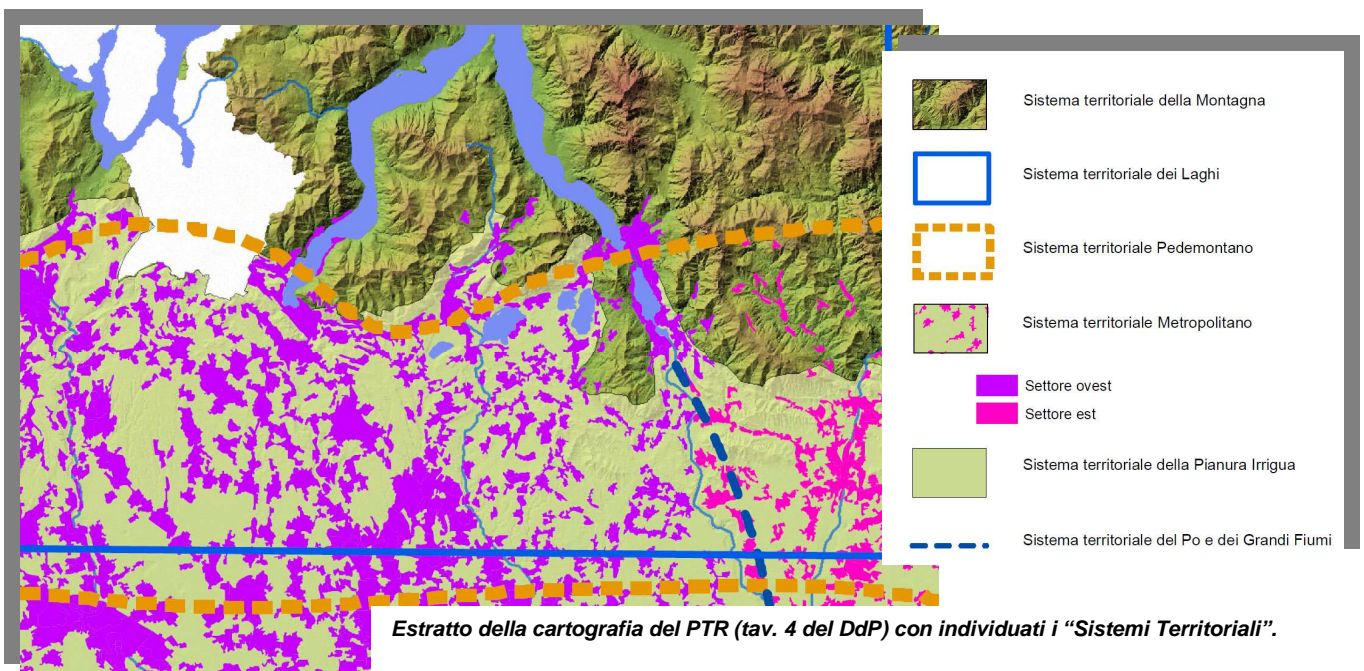 Sistema territoriale della Montagna
Sistema territoriale dei Laghi
Sistema territoriale Pedemontano
Sistema territoriale Metropolitano
Settore ovest
Settore est
Sistema territoriale della Pianura Irrigua
Sistema territoriale del Po e dei Grandi Fiumi
Estratto della cartografia del PTR (tav. 4 del DdP) con individuati i “Sistemi Territoriali”.